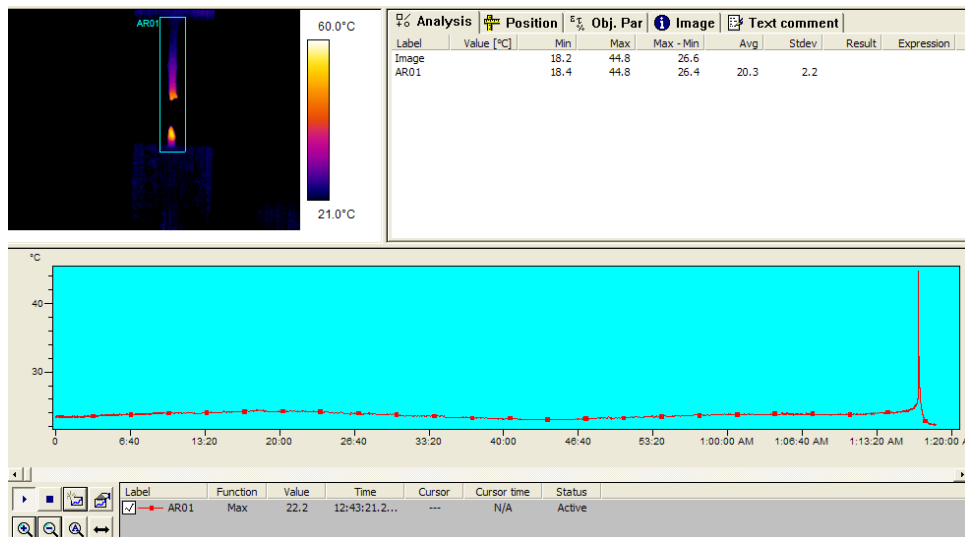 AR01
60.0°C
21.0°C
Analysis Position Obj. Par Image Text comment
Label Value [°C] Min Max Max - Min Avg Stdev Result Expression
Image 18.2 44.8 26.6
AR01 18.4 44.8 26.4 20.3 2.2
°C
40
30
0 6:40 13:20 20:00 26:40 33:20 40:00 46:40 53:20 1:00:00 AM 1:06:40 AM 1:13:20 AM 1:20:00 A
Label Function Value Time Cursor Cursor time Status
AR01 Max 22.2 12:43:21.2... --- N/A Active